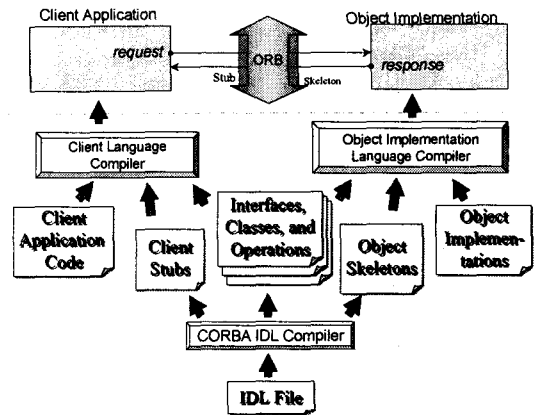 Client Application
Object Implementation
request
ORB
response
Stub
Skeleton
Client Language
Compiler
Object Implementation
Language Compiler
Client
Application
Code
Client
Stubs
Interfaces,
Classes, and
Operations
Object
Skeletons
Object
Implemen-
tations
CORBA IDL Compiler
IDL File